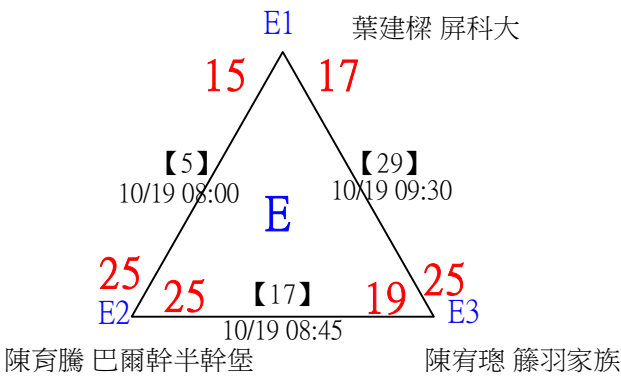 E1
葉建樑 屏科大
15
17
【5】
10/19 08:00
【29】
10/19 09:30
E
25
25
【17】
19
25
E2
E3
10/19 08:45
陳育騰 巴爾幹半幹堡
陳宥璁 籐羽家族